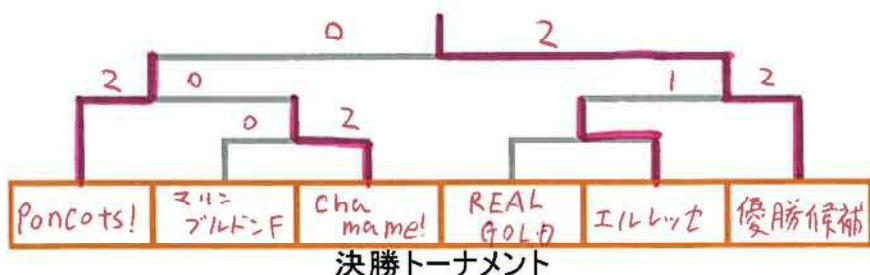 0 2
2 0 1 2
0 2
Poncots!
マリン
ブルドンF
Cha
mame!
REAL
GOLD
エルレッセ
優勝候補
決勝トーナメント